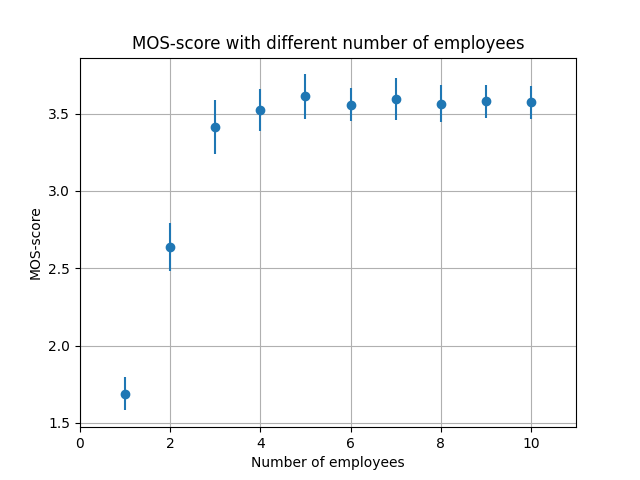 MOS-score with different number of employees
MOS-score
3.5
3.0
2.5
2.0
1.5
0 2 4 6 8 10
Number of employees